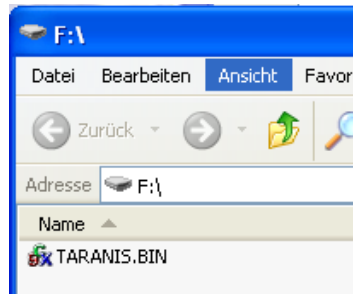 F:\
Datei Bearbeiten Ansicht Favor
Zurück
Adresse F:\
Name
TARANIS.BIN